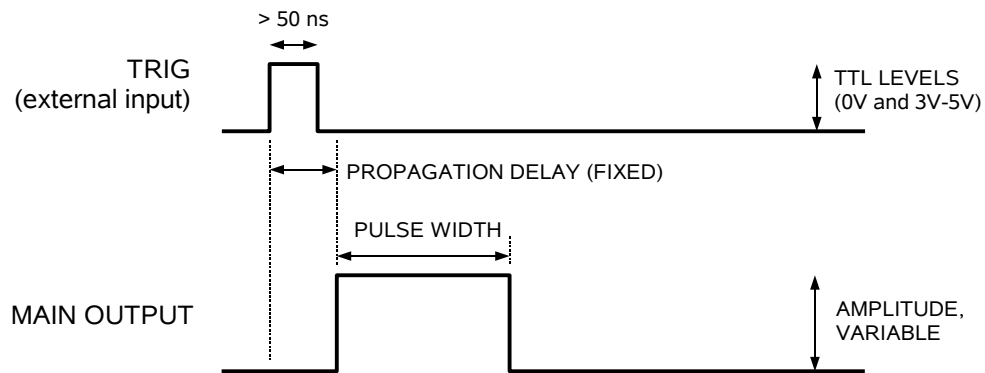 > 50 ns
TRIG
(external input)
TTL LEVELS
(0V and 3V-5V)
PROPAGATION DELAY (FIXED)
PULSE WIDTH
MAIN OUTPUT
AMPLITUDE,
VARIABLE